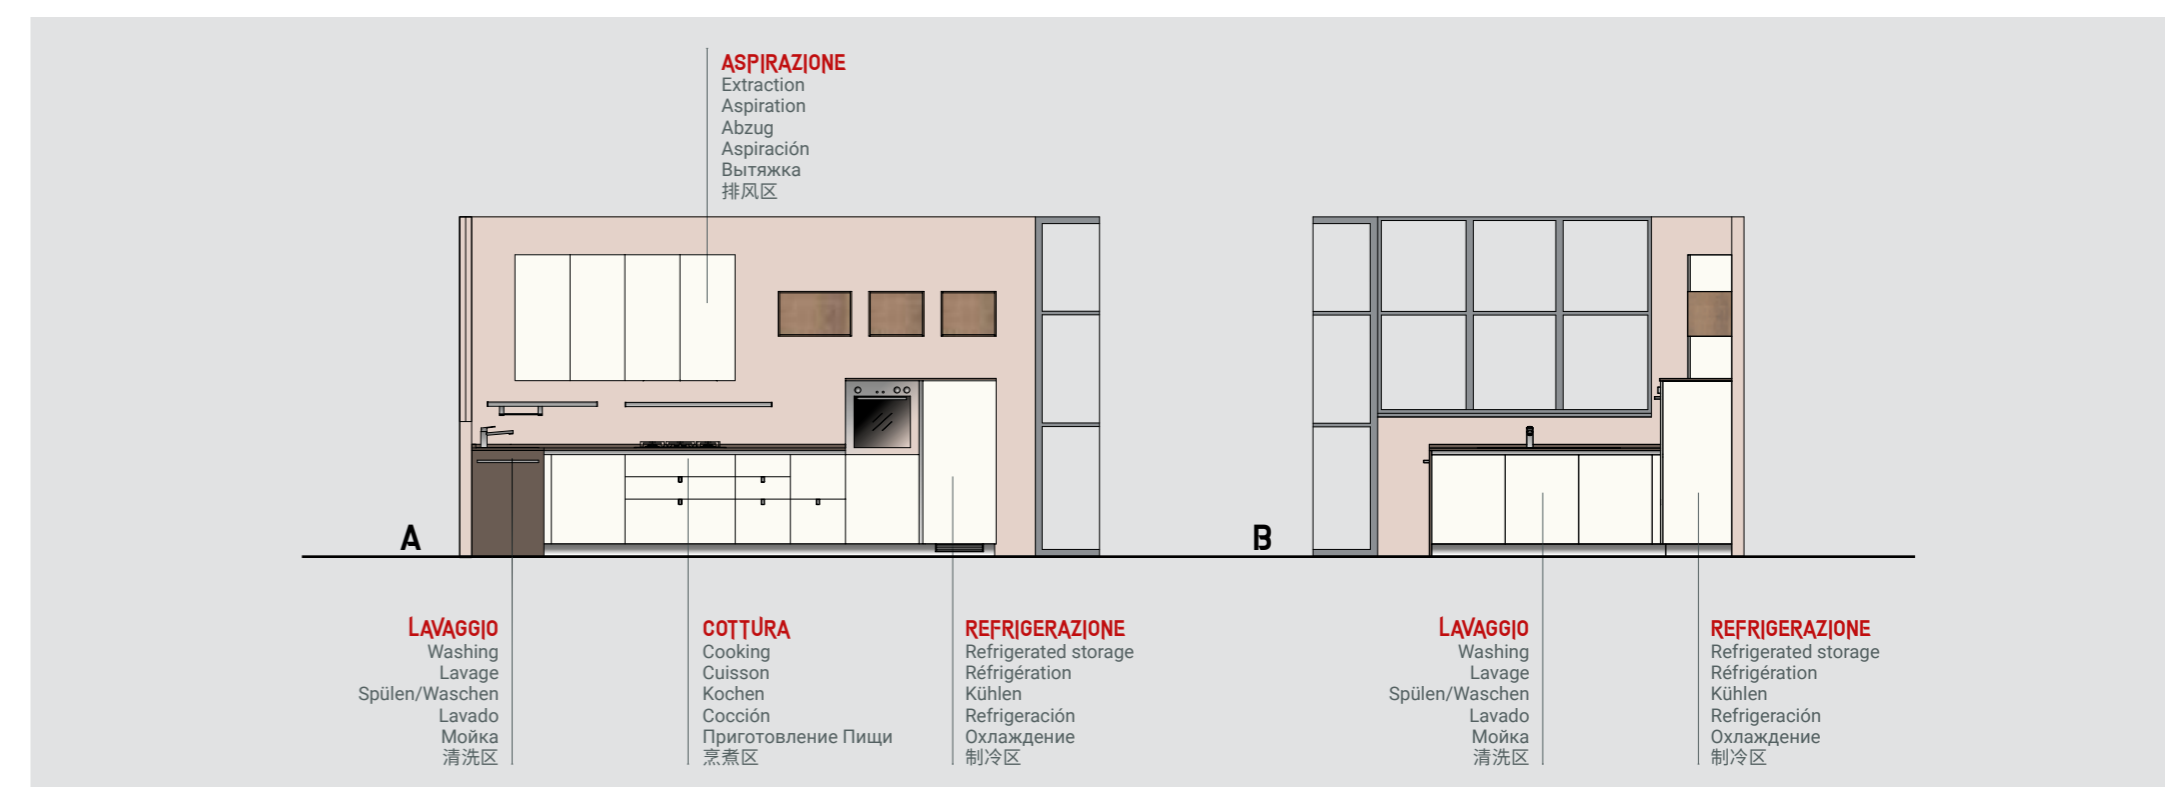 ASPIRAZIONE
Extraction
Aspiration
Abzug
Aspiración
Вытяжка
排风区
A
B
LAVAGGIO
Washing
Lavage
Spülen/Waschen
Lavado
Мойка
清洗区
COTTURA
Cooking
Cuisson
Kochen
Cocción
Приготовление Пищи
烹煮区
REFRIGERAZIONE
Refrigerated storage
Réfrigération
Kühlen
Refrigeración
Охлаждение
制冷区
LAVAGGIO
Washing
Lavage
Spülen/Waschen
Lavado
Мойка
清洗区
REFRIGERAZIONE
Refrigerated storage
Réfrigération
Kühlen
Refrigeración
Охлаждение
制冷区